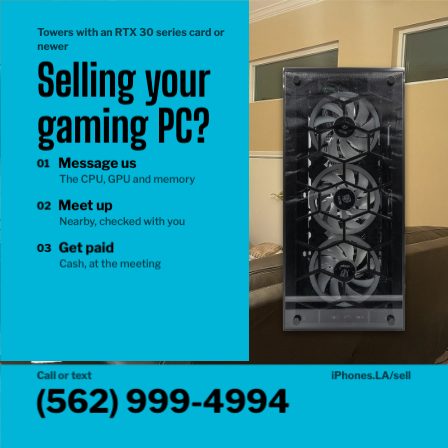 Towers with an RTX 30 series card or
newer
Selling your
gaming PC?
01 Message us
The CPU, GPU and memory
02 Meet up
Nearby, checked with you
03 Get paid
Cash, at the meeting
Call or text
iPhones.LA/sell
(562) 999-4994